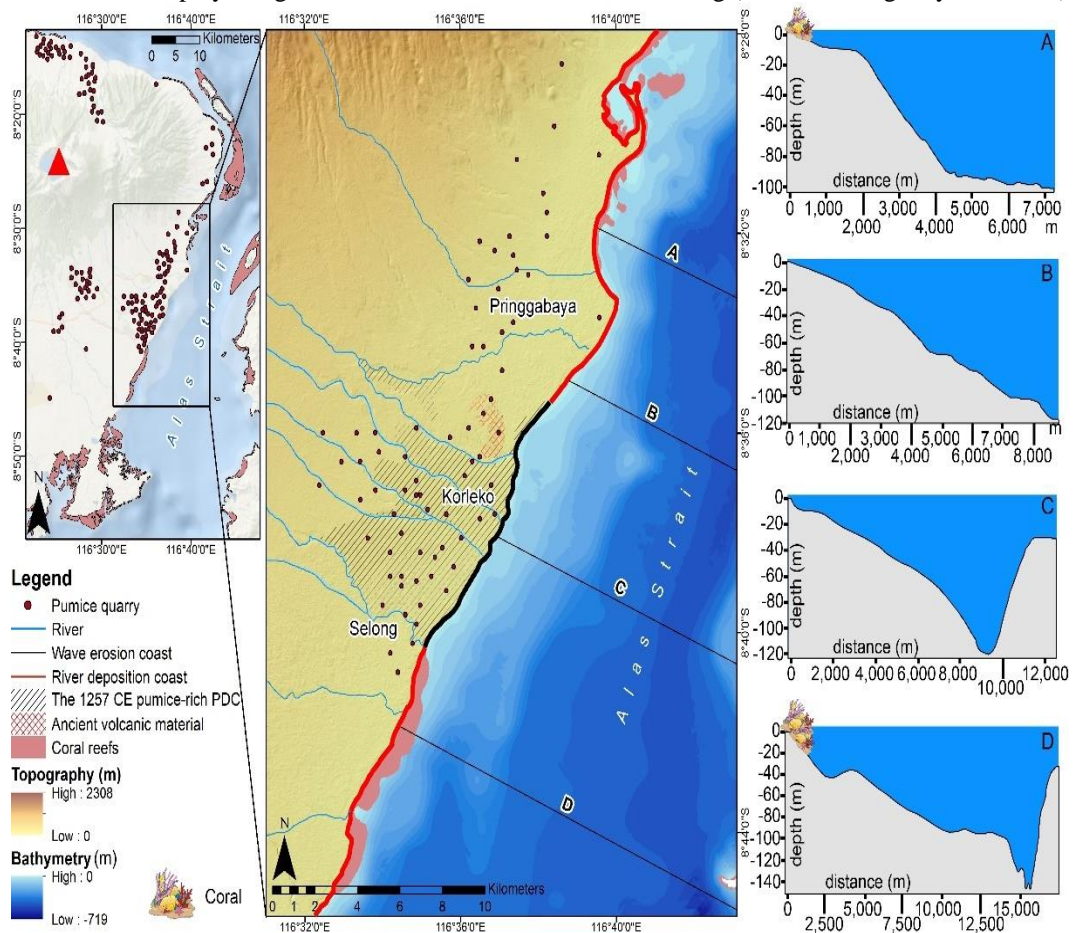 116°30'0"E 116°40'0"E
Kilometers
0 5 10
8°20'0"S
8°30'0"S
8°40'0"S
8°50'0"S
Alas Strait
N
116°30'0"E 116°40'0"E
Legend
Pumice quarry
River
Wave erosion coast
River deposition coast
The 1257 CE pumice-rich PDC
Ancient volcanic material
Coral reefs
Topography (m)
High : 2308
Low : 0
Bathymetry (m)
High : 0
Low : -719
Coral
116°32'0"E 116°36'0"E 116°40'0"E
8°28'0"S
8°32'0"S
8°36'0"S
8°40'0"S
8°44'0"S
A
Pringgabaya
B
Korleko
C
Selong
Alas Strait
D
N
Kilometers
0 1 2 4 6 8 10
116°32'0"E 116°36'0"E 116°40'0"E
A
depth (m)
0
-20
-40
-60
-80
-100
distance (m)
0 1,000 3,000 5,000 7,000
2,000 4,000 6,000 m
B
depth (m)
0
-20
-40
-60
-80
-100
-120
distance (m)
0 1,000 3,000 5,000 7,000 m
2,000 4,000 6,000 8,000
C
depth (m)
0
-20
-40
-60
-80
-100
-120
distance (m)
0 2,000 4,000 6,000 8,000 12,000
10,000
D
depth (m)
0
-20
-40
-60
-80
-100
-120
-140
distance (m)
0 5,000 10,000 15,000
2,500 7,500 12,500